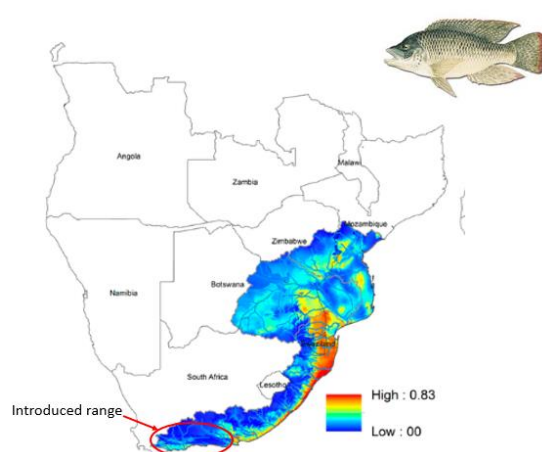 Angola
Zambia
Malawi
Mozambique
Zimbabwe
Namibia
Botswana
South Africa
Lesotho
Introduced range
High : 0.83
Low : 00